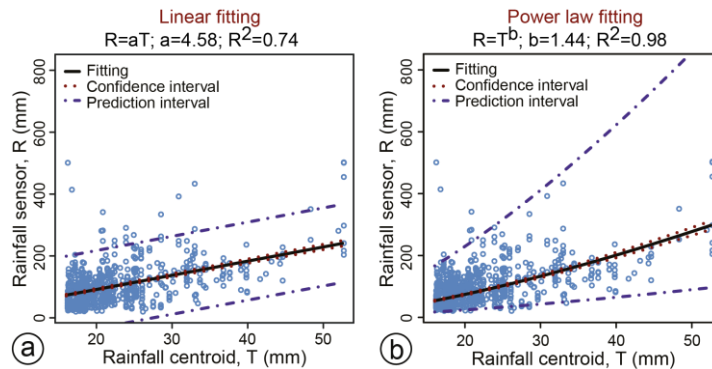 Linear fitting
R=aT; a=4.58; R²=0.74
800
600
400
200
0
Rainfall sensor, R (mm)
Fitting
Confidence interval
Prediction interval
20
30
40
50
Rainfall centroid, T (mm)
a
Power law fitting
R=Tᵇ; b=1.44; R²=0.98
800
600
400
200
0
Rainfall sensor, R (mm)
Fitting
Confidence interval
Prediction interval
20
30
40
50
Rainfall centroid, T (mm)
b